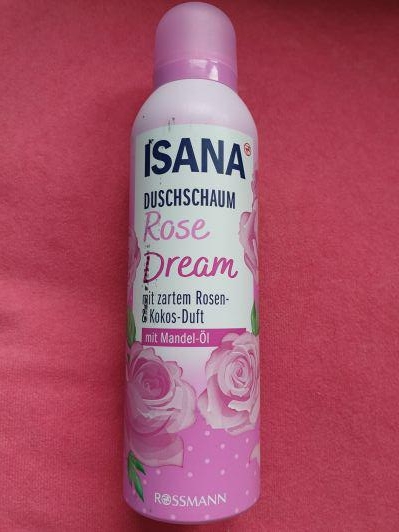 ISANA
DUSCHSCHAUM
Rose
Dream
mit zartem Rosen-
Kokos-Duft
mit Mandel-Öl
ROSSMANN